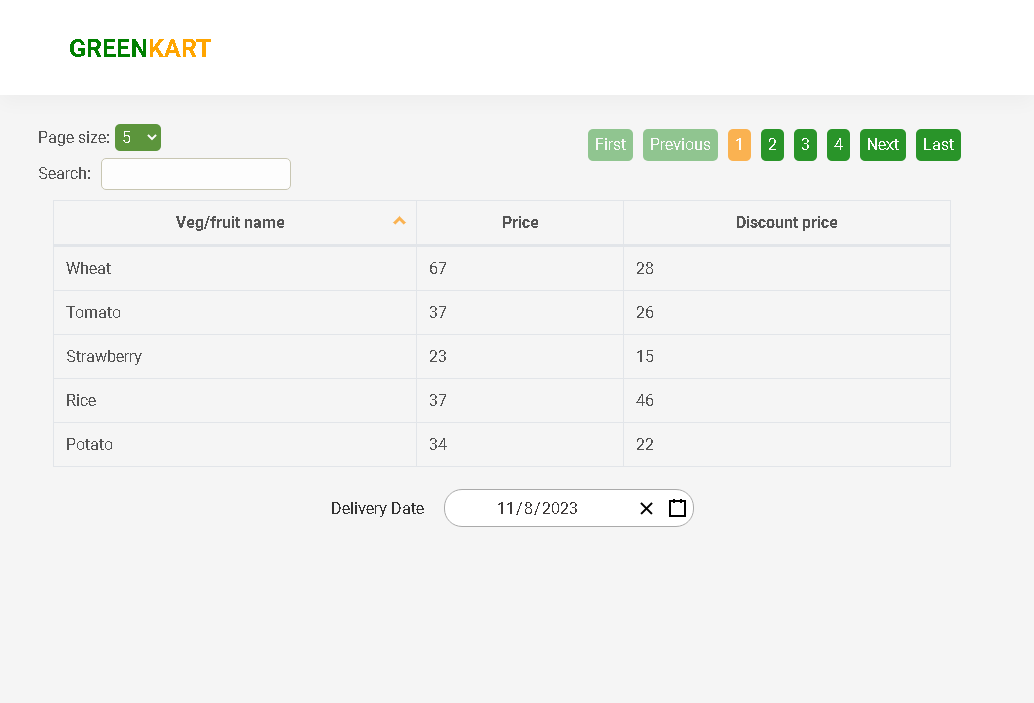 GREENKART
Page size: 5
First Previous 1 2 3 4 Next Last
Search:
Veg/fruit name Price Discount price
Wheat 67 28
Tomato 37 26
Strawberry 23 15
Rice 37 46
Potato 34 22
Delivery Date 11/8/2023